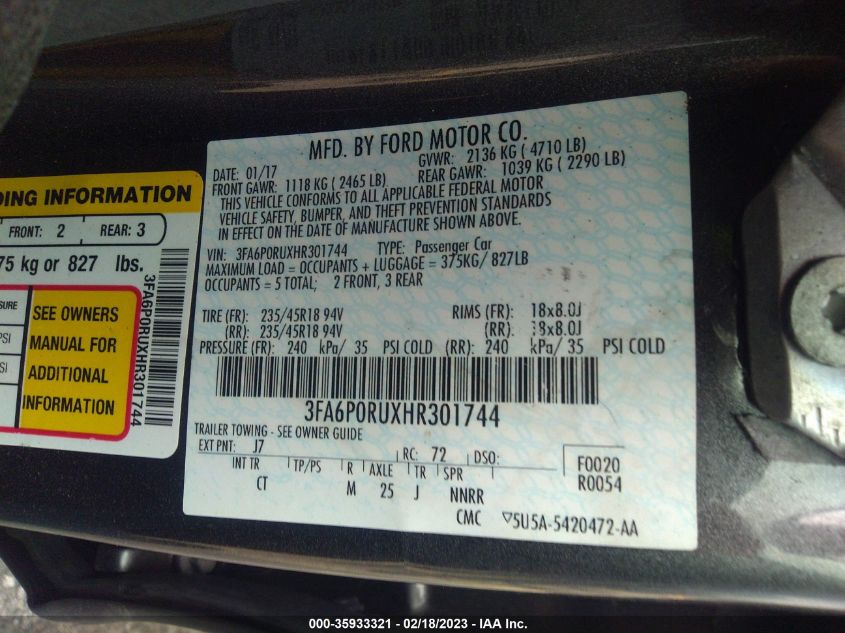 MFD. BY FORD MOTOR CO.
DATE: 01/17
GVWR: 2136 KG ( 4710 LB)
FRONT GAWR: 1118 KG ( 2465 LB)
REAR GAWR: 1039 KG ( 2290 LB)
THIS VEHICLE CONFORMS TO ALL APPLICABLE FEDERAL MOTOR
VEHICLE SAFETY, BUMPER, AND THEFT PREVENTION STANDARDS
IN EFFECT ON THE DATE OF MANUFACTURE SHOWN ABOVE.
VIN: 3FA6P0RUXHR301744 TYPE: Passenger Car
MAXIMUM LOAD = OCCUPANTS + LUGGAGE = 375KG/ 827LB
OCCUPANTS = 5 TOTAL; 2 FRONT, 3 REAR
TIRE (FR): 235/45R18 94V RIMS (FR): 18x8.0J
(RR): 235/45R18 94V (RR): 18x8.0J
PRESSURE (FR): 240 kPa/ 35 PSI COLD (RR): 240 kPa/ 35 PSI COLD
3FA6P0RUXHR301744
TRAILER TOWING - SEE OWNER GUIDE
EXT PNT: J7 RC: 72 DSO:
F0020
R0054
INT TR TP/PS R AXLE TR SPR
CT M 25 J NNRR
CMC ▽5U5A-5420472-AA
INFORMATION
FRONT: 2 REAR: 3
kg or 827 lbs.
3FA6P0RUXHR301744
SEE OWNERS
MANUAL FOR
ADDITIONAL
INFORMATION
000-35933321 - 02/18/2023 - IAA Inc.